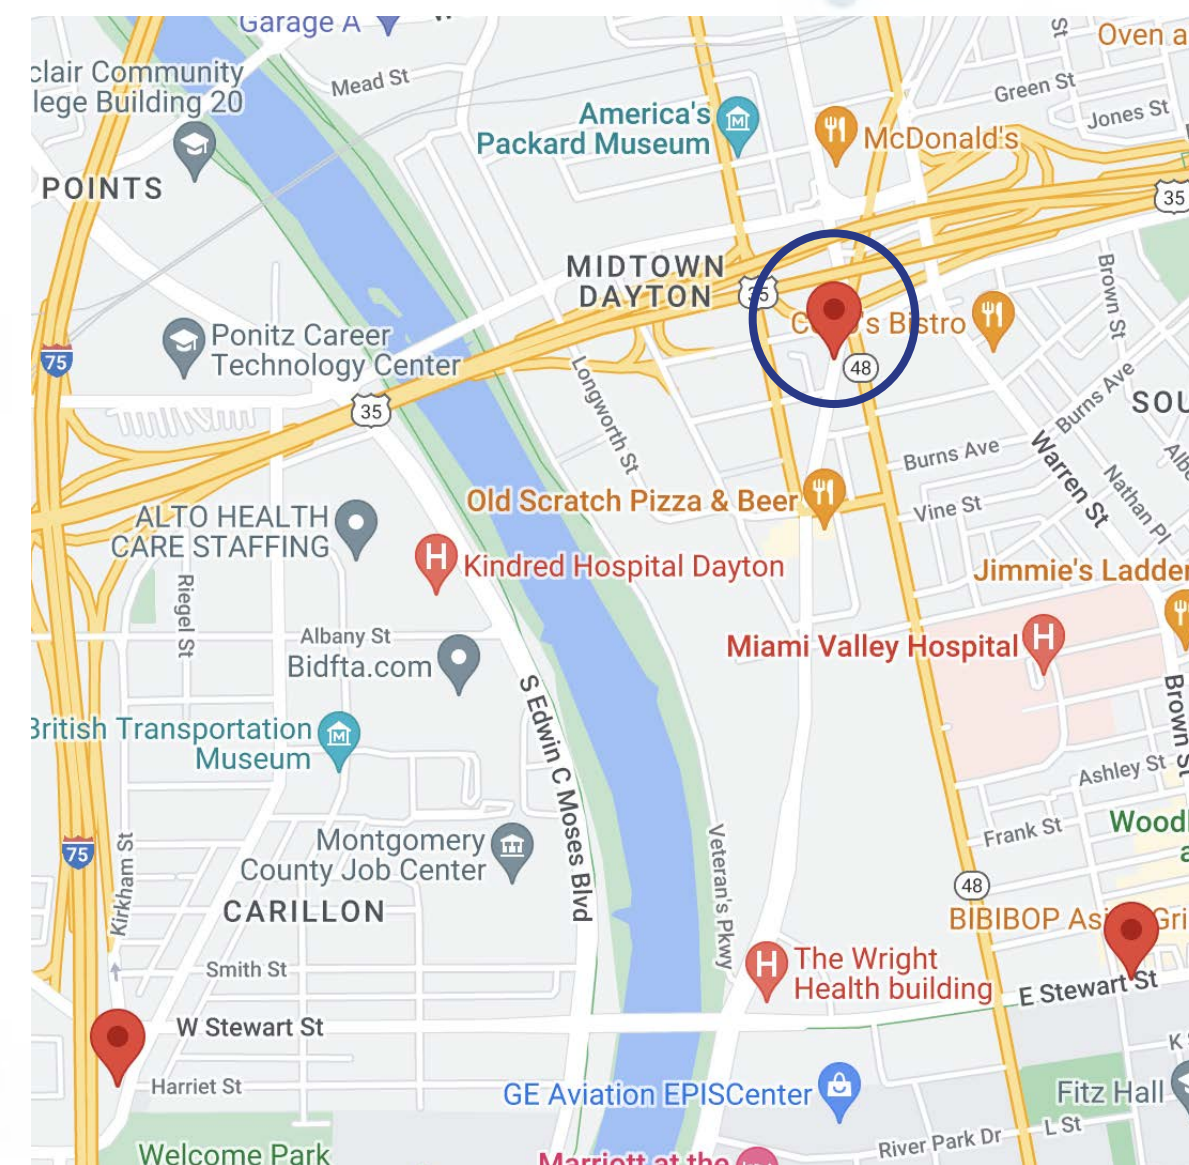 Garage A
St
Oven a
clair Community
lege Building 20
Mead St
Green St
Jones St
America's
Packard Museum
McDonald's
POINTS
35
MIDTOWN
DAYTON
35
Brown St
's Bistro
Ponitz Career
Technology Center
75
48
35
Longworth St
Burns Ave
SOU
Burns Ave
Warren St
Nathan Pl
Old Scratch Pizza & Beer
Vine St
ALTO HEALTH
CARE STAFFING
H
Kindred Hospital Dayton
Jimmie's Ladder
Riegel St
Albany St
Bidfta.com
Miami Valley Hospital
H
S Edwin C Moses Blvd
Brown St
British Transportation
Museum
M
Ashley St
Frank St
Wood
75
Kirkham St
Montgomery
County Job Center
Veteran's Pkwy
48
CARILLON
BIBIBOP As
Gri
Smith St
H
The Wright
Health building
E Stewart St
W Stewart St
K
Harriet St
GE Aviation EPISCenter
Fitz Hall
L St
River Park Dr
Welcome Park
Marriott at the